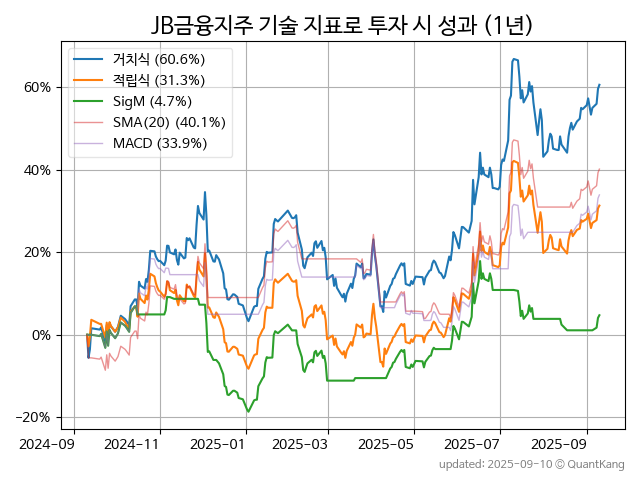 JB금융지주 기술 지표로 투자 시 성과 (1년)
거치식 (60.6%)
적립식 (31.3%)
SigM (4.7%)
SMA(20) (40.1%)
MACD (33.9%)
60%
40%
20%
0%
−20%
2024−09
2024−11
2025−01
2025−03
2025−05
2025−07
2025−09
updated: 2025−09−10 © QuantKang